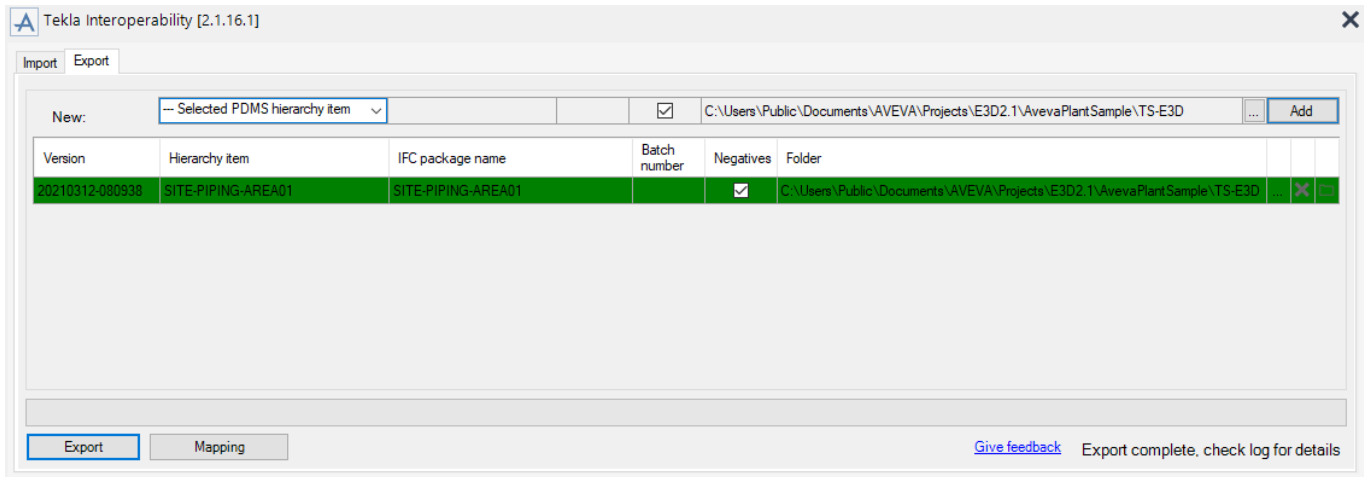 Tekla Interoperability [2.1.16.1]
Import Export
New: --- Selected PDMS hierarchy item C:\Users\Public\Documents\AVEVA\Projects\E3D2.1\AvevaPlantSample\TS-E3D ... Add
Version Hierarchy item IFC package name Batch number Negatives Folder
20210312-080938 SITE-PIPING-AREA01 SITE-PIPING-AREA01 C:\Users\Public\Documents\AVEVA\Projects\E3D2.1\AvevaPlantSample\TS-E3D ...
Export Mapping Give feedback Export complete, check log for details